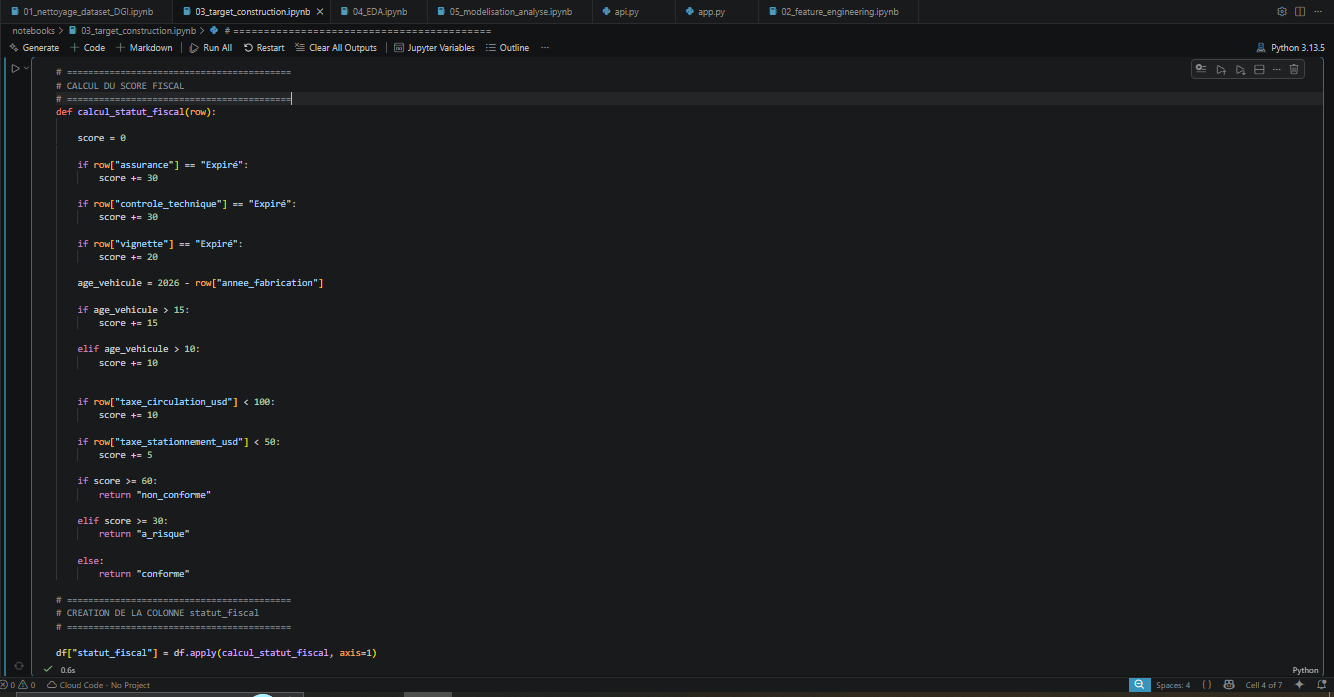 01_nettoyage_dataset_DGI.ipynb 03_target_construction.ipynb 04_EDA.ipynb 05_modelisation_analyse.ipynb api.py app.py 02_feature_engineering.ipynb
notebooks > 03_target_construction.ipynb > # ==========================================
Generate + Code + Markdown Run All Restart Clear All Outputs Jupyter Variables Outline ... Python 3.13.5
# ==========================================
# CALCUL DU SCORE FISCAL
# ==========================================
def calcul_statut_fiscal(row):
score = 0
if row["assurance"] == "Expiré":
score += 30
if row["controle_technique"] == "Expiré":
score += 30
if row["vignette"] == "Expiré":
score += 20
age_vehicule = 2026 - row["annee_fabrication"]
if age_vehicule > 15:
score += 15
elif age_vehicule > 10:
score += 10
if row["taxe_circulation_usd"] < 100:
score += 10
if row["taxe_stationnement_usd"] < 50:
score += 5
if score >= 60:
return "non_conforme"
elif score >= 30:
return "a_risque"
else:
return "conforme"
# ==========================================
# CREATION DE LA COLONNE statut_fiscal
# ==========================================
df["statut_fiscal"] = df.apply(calcul_statut_fiscal, axis=1)
0.6s Python
0 0 Cloud Code - No Project Spaces: 4 {} Cell 4 of 7